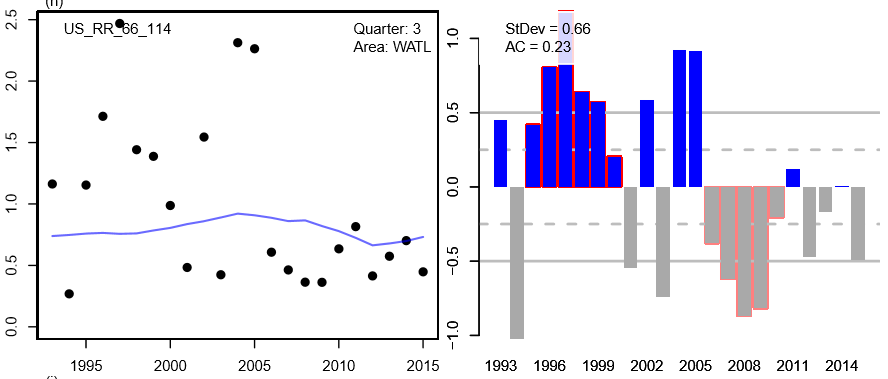 (h)
US_RR_66_114
Quarter: 3
Area: WATL
2.5
2.0
1.5
1.0
0.5
0.0
1995 2000 2005 2010 2015
StDev = 0.66
AC = 0.23
1.0
0.5
0.0
−0.5
−1.0
1993 1996 1999 2002 2005 2008 2011 2014